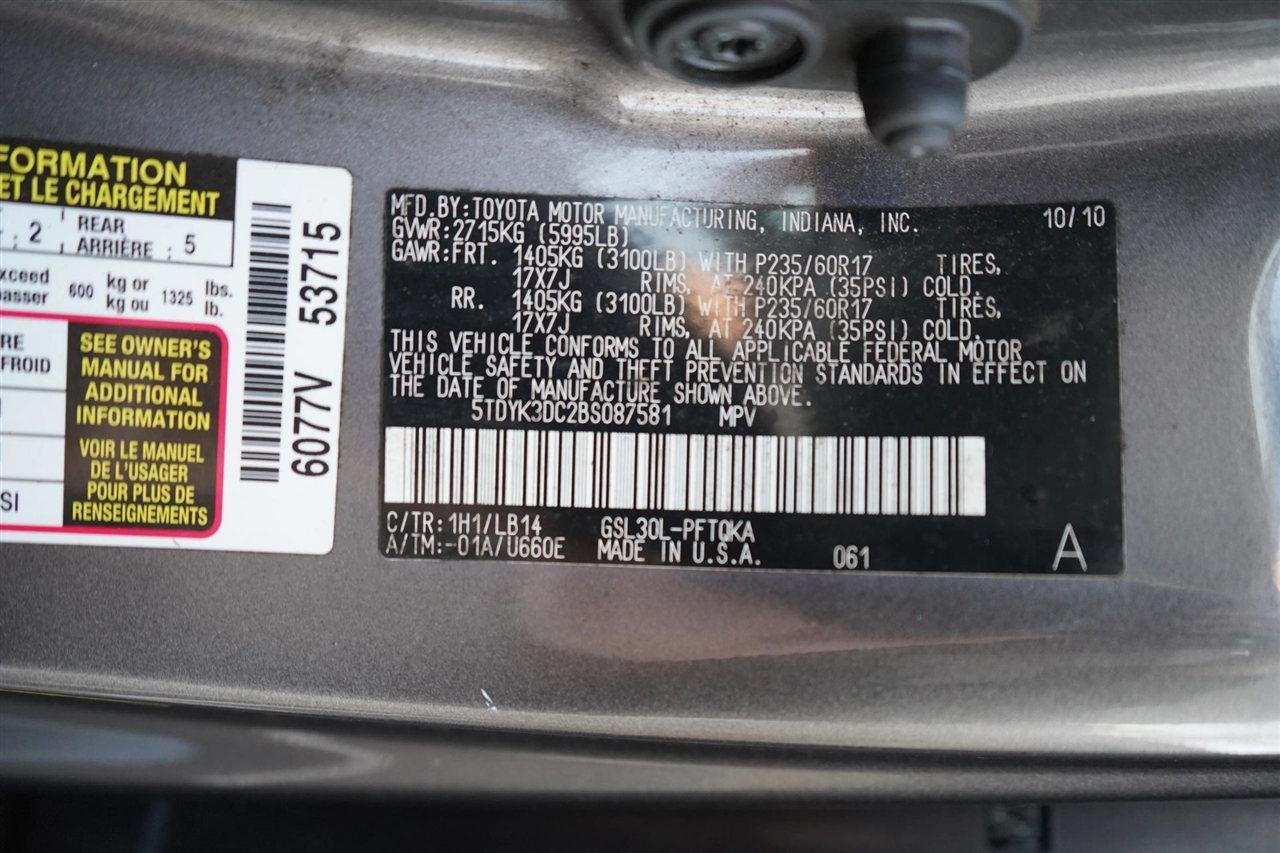 FORMATION
ET LE CHARGEMENT
2 REAR ARRIÈRE : 5
xceed 600 kg or 1325 lbs.
passer kg ou lb.
RE
FROID
SI
SEE OWNER'S
MANUAL FOR
ADDITIONAL
INFORMATION
VOIR LE MANUEL
DE L'USAGER
POUR PLUS DE
RENSEIGNEMENTS
6077V 53715
MFD.BY:TOYOTA MOTOR MANUFACTURING, INDIANA, INC. 10/10
GVWR:2715KG (5995LB)
GAWR:FRT. 1405KG (3100LB) WITH P235/60R17 TIRES,
17X7J RIMS, AT 240KPA (35PSI) COLD.
RR. 1405KG (3100LB) WITH P235/60R17 TIRES,
17X7J RIMS, AT 240KPA (35PSI) COLD.
THIS VEHICLE CONFORMS TO ALL APPLICABLE FEDERAL MOTOR
VEHICLE SAFETY AND THEFT PREVENTION STANDARDS IN EFFECT ON
THE DATE OF MANUFACTURE SHOWN ABOVE.
5TDYK3DC2BS087581 MPV
C/TR:1H1/LB14 GSL30L-PFTQKA
A/TM:-01A/U660E MADE IN U.S.A. 061 A